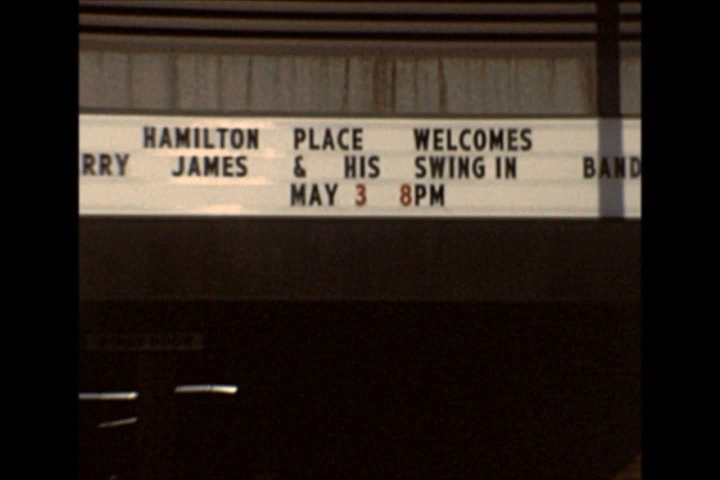 HAMILTON PLACE WELCOMES
RRY JAMES & HIS SWING IN BAND
MAY 3 8PM